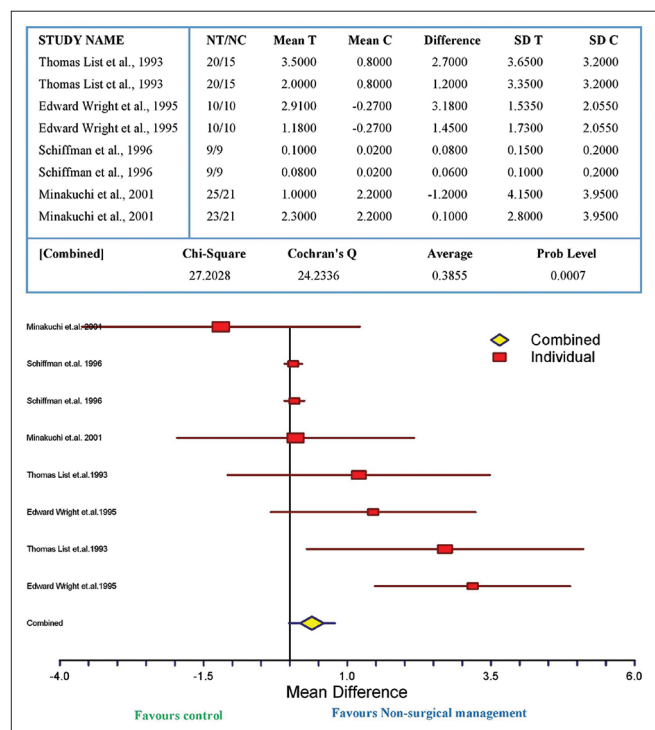 STUDY NAME NT/NC Mean T Mean C Difference SD T SD C
Thomas List et al., 1993 20/15 3.5000 0.8000 2.7000 3.6500 3.2000
Thomas List et al., 1993 20/15 2.0000 0.8000 1.2000 3.3500 3.2000
Edward Wright et al., 1995 10/10 2.9100 -0.2700 3.1800 1.5350 2.0550
Edward Wright et al., 1995 10/10 1.1800 -0.2700 1.4500 1.7300 2.0550
Schiffman et al., 1996 9/9 0.1000 0.0200 0.0800 0.1500 0.2000
Schiffman et al., 1996 9/9 0.0800 0.0200 0.0600 0.1000 0.2000
Minakuchi et al., 2001 25/21 1.0000 2.2000 -1.2000 4.1500 3.9500
Minakuchi et al., 2001 23/21 2.3000 2.2000 0.1000 2.8000 3.9500
[Combined] Chi-Square Cochran's Q Average Prob Level
27.2028 24.2336 0.3855 0.0007
Minakuchi et.al. 2001
Combined
Individual
Schiffman et.al. 1996
Schiffman et.al. 1996
Minakuchi et.al. 2001
Thomas List et.al.1993
Edward Wright et.al.1995
Thomas List et.al.1993
Edward Wright et.al.1995
Combined
-4.0 -1.5 1.0 3.5 6.0
Mean Difference
Favours control Favours Non-surgical management